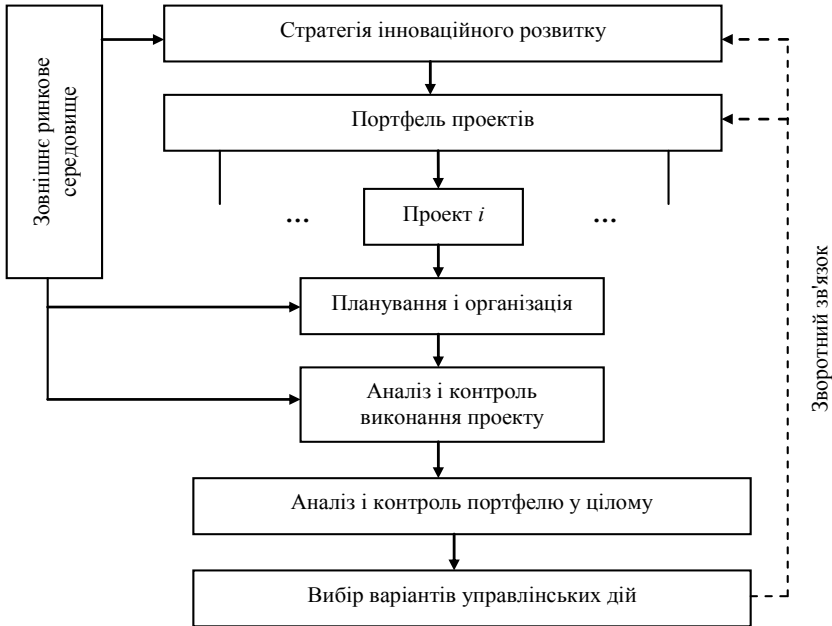 Зовнішнє ринкове
середовище
Стратегія інноваційного розвитку
Портфель проектів
...
Проект i
...
Планування і організація
Аналіз і контроль
виконання проекту
Аналіз і контроль портфелю у цілому
Вибір варіантів управлінських дій
Зворотний зв'язок